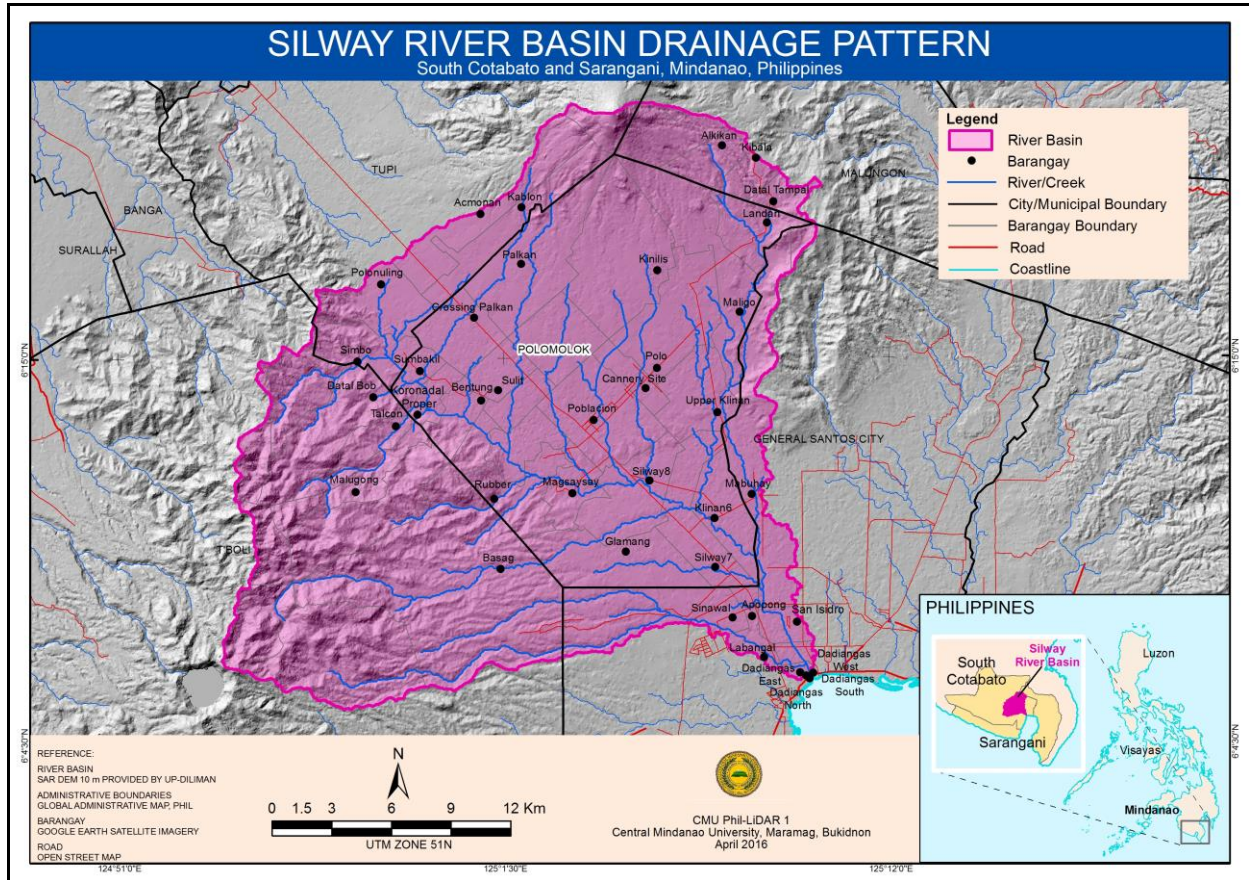 SILWAY RIVER BASIN DRAINAGE PATTERN
South Cotabato and Sarangani, Mindanao, Philippines
Legend
River Basin
Barangay
River/Creek
City/Municipal Boundary
Barangay Boundary
Road
Coastline
Alkikan
Kibala
TUPI
MALUNGON
Datal Tampal
Kablon
BANGA
Acmonan
Landan
SURALLAH
Palkan
Kinilis
Polonuling
Maligo
Crossing Palkan
6°15'0"N
6°15'0"N
POLOMOLOK
Simbo
Sumbakil
Polo
Sulit
Cannery Site
Datal Bob
Koronadal
Proper
Bentung
Talcon
Poblacion
Upper Klinan
GENERAL SANTOS CITY
Malugong
Rubber
Magsaysay
Silway8
Mabuhay
Klinan6
T'BOLI
Glamang
Basag
Silway7
Sinawal
Apopong
San Isidro
Labangal
Dadiangas
West
Dadiangas
East
Dadiangas
South
Dadiangas
North
PHILIPPINES
Silway
River Basin
South
Cotabato
Sarangani
Luzon
Visayas
Mindanao
6°4'30"N
6°4'30"N
REFERENCE:
RIVER BASIN
SAR DEM 10 m PROVIDED BY UP-DILIMAN
ADMINISTRATIVE BOUNDARIES
GLOBAL ADMINISTRATIVE MAP, PHIL
BARANGAY
GOOGLE EARTH SATELLITE IMAGERY
ROAD
OPEN STREET MAP
N
0 1.5 3 6 9 12 Km
UTM ZONE 51N
CMU Phil-LiDAR 1
Central Mindanao University, Maramag, Bukidnon
April 2016
124°51'0"E
125°1'30"E
125°12'0"E